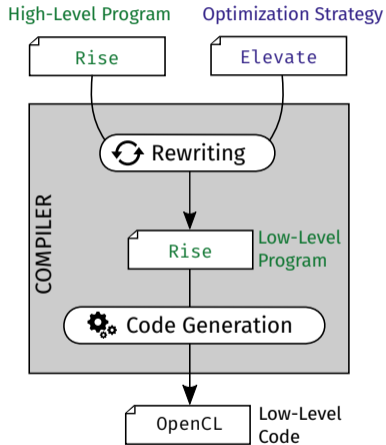 High-Level Program
Optimization Strategy
Rise
Elevate
Rewriting
COMPILER
Rise
Low-Level
Program
Code Generation
OpenCL
Low-Level
Code